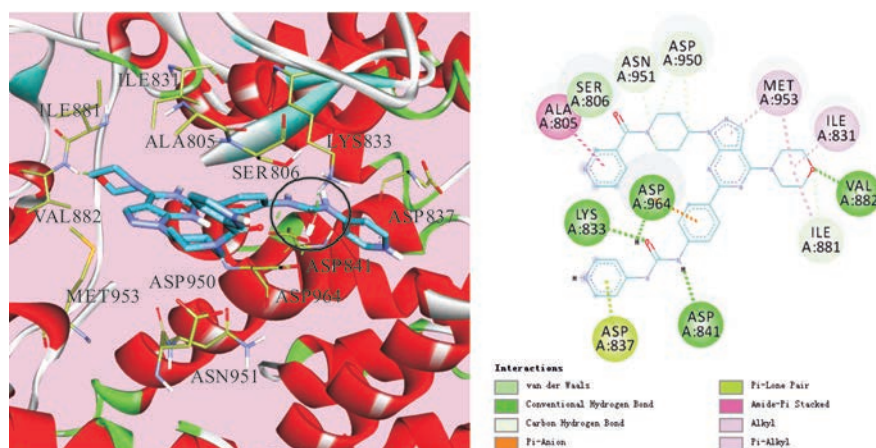 ILE831
ILE881
ALA805
LYS833
SER806
VAL882
ASP837
ASP950
ASP841
ASP964
MET953
ASN951
ASN
A:951
ASP
A:950
SER
A:806
ALA
A:805
MET
A:953
ILE
A:831
VAL
A:882
ILE
A:881
ASP
A:964
LYS
A:833
ASP
A:841
ASP
A:837
Interactions
van der Waals
Conventional Hydrogen Bond
Carbon Hydrogen Bond
Pi-Anion
Pi-Lone Pair
Amide-Pi Stacked
Alkyl
Pi-Alkyl